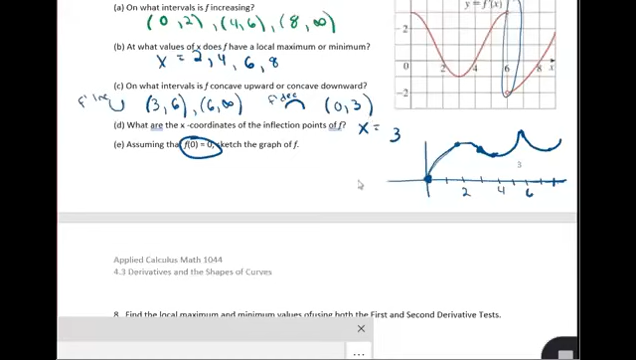 (a) On what intervals is f increasing?
(0, 2) , (4, 6) , (8, ∞)
y = f'(x)
2
0
2
4
6
8
x
−2
(b) At what values of x does f have a local maximum or minimum?
x = 2, 4, 6, 8
(c) On what intervals is f concave upward or concave downward?
f' inc (3, 6), (6, ∞) f' dec (0, 3)
(d) What are the x -coordinates of the inflection points of f? x = 3
(e) Assuming that f(0) = 0, sketch the graph of f.
3
2
4
6
Applied Calculus Math 1044
4.3 Derivatives and the Shapes of Curves
8. Find the local maximum and minimum values ofusing both the First and Second Derivative Tests.